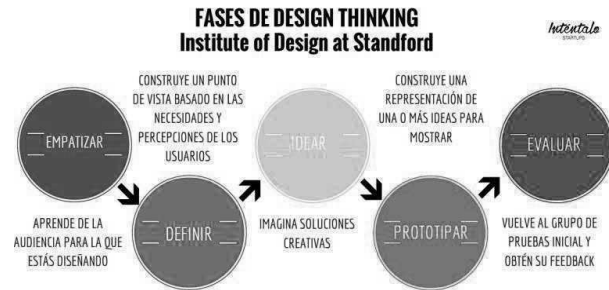 FASES DE DESIGN THINKING
Institute of Design at Standford
Inténtalo
STARTUPS
EMPATIZAR
APRENDE DE LA
AUDIENCIA PARA LA QUE
ESTÁS DISEÑANDO
CONSTRUYE UN PUNTO
DE VISTA BASADO EN LAS
NECESIDADES Y
PERCEPCIONES DE LOS
USUARIOS
DEFINIR
IDEAR
IMAGINA SOLUCIONES
CREATIVAS
CONSTRUYE UNA
REPRESENTACIÓN DE
UNA O MÁS IDEAS PARA
MOSTRAR
PROTOTIPAR
EVALUAR
VUELVE AL GRUPO DE
PRUEBAS INICIAL Y
OBTÉN SU FEEDBACK